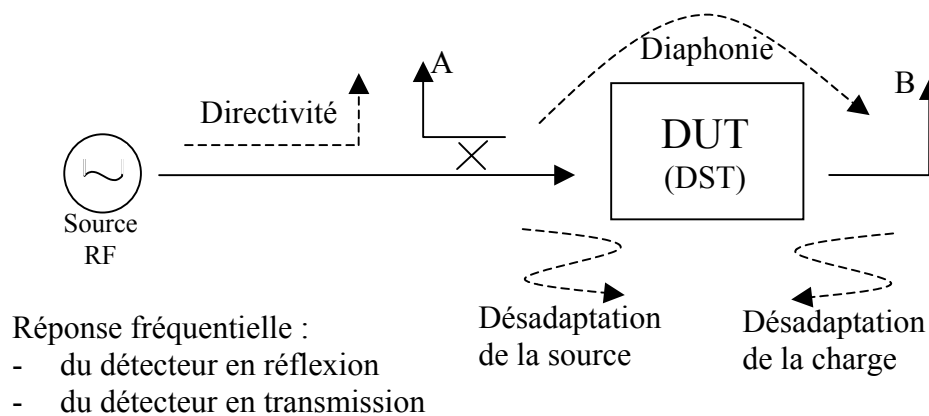 Diaphonie
A
B
Directivité
DUT
(DST)
Source
RF
Désadaptation
de la source
Désadaptation
de la charge
Réponse fréquentielle :
- du détecteur en réflexion
- du détecteur en transmission